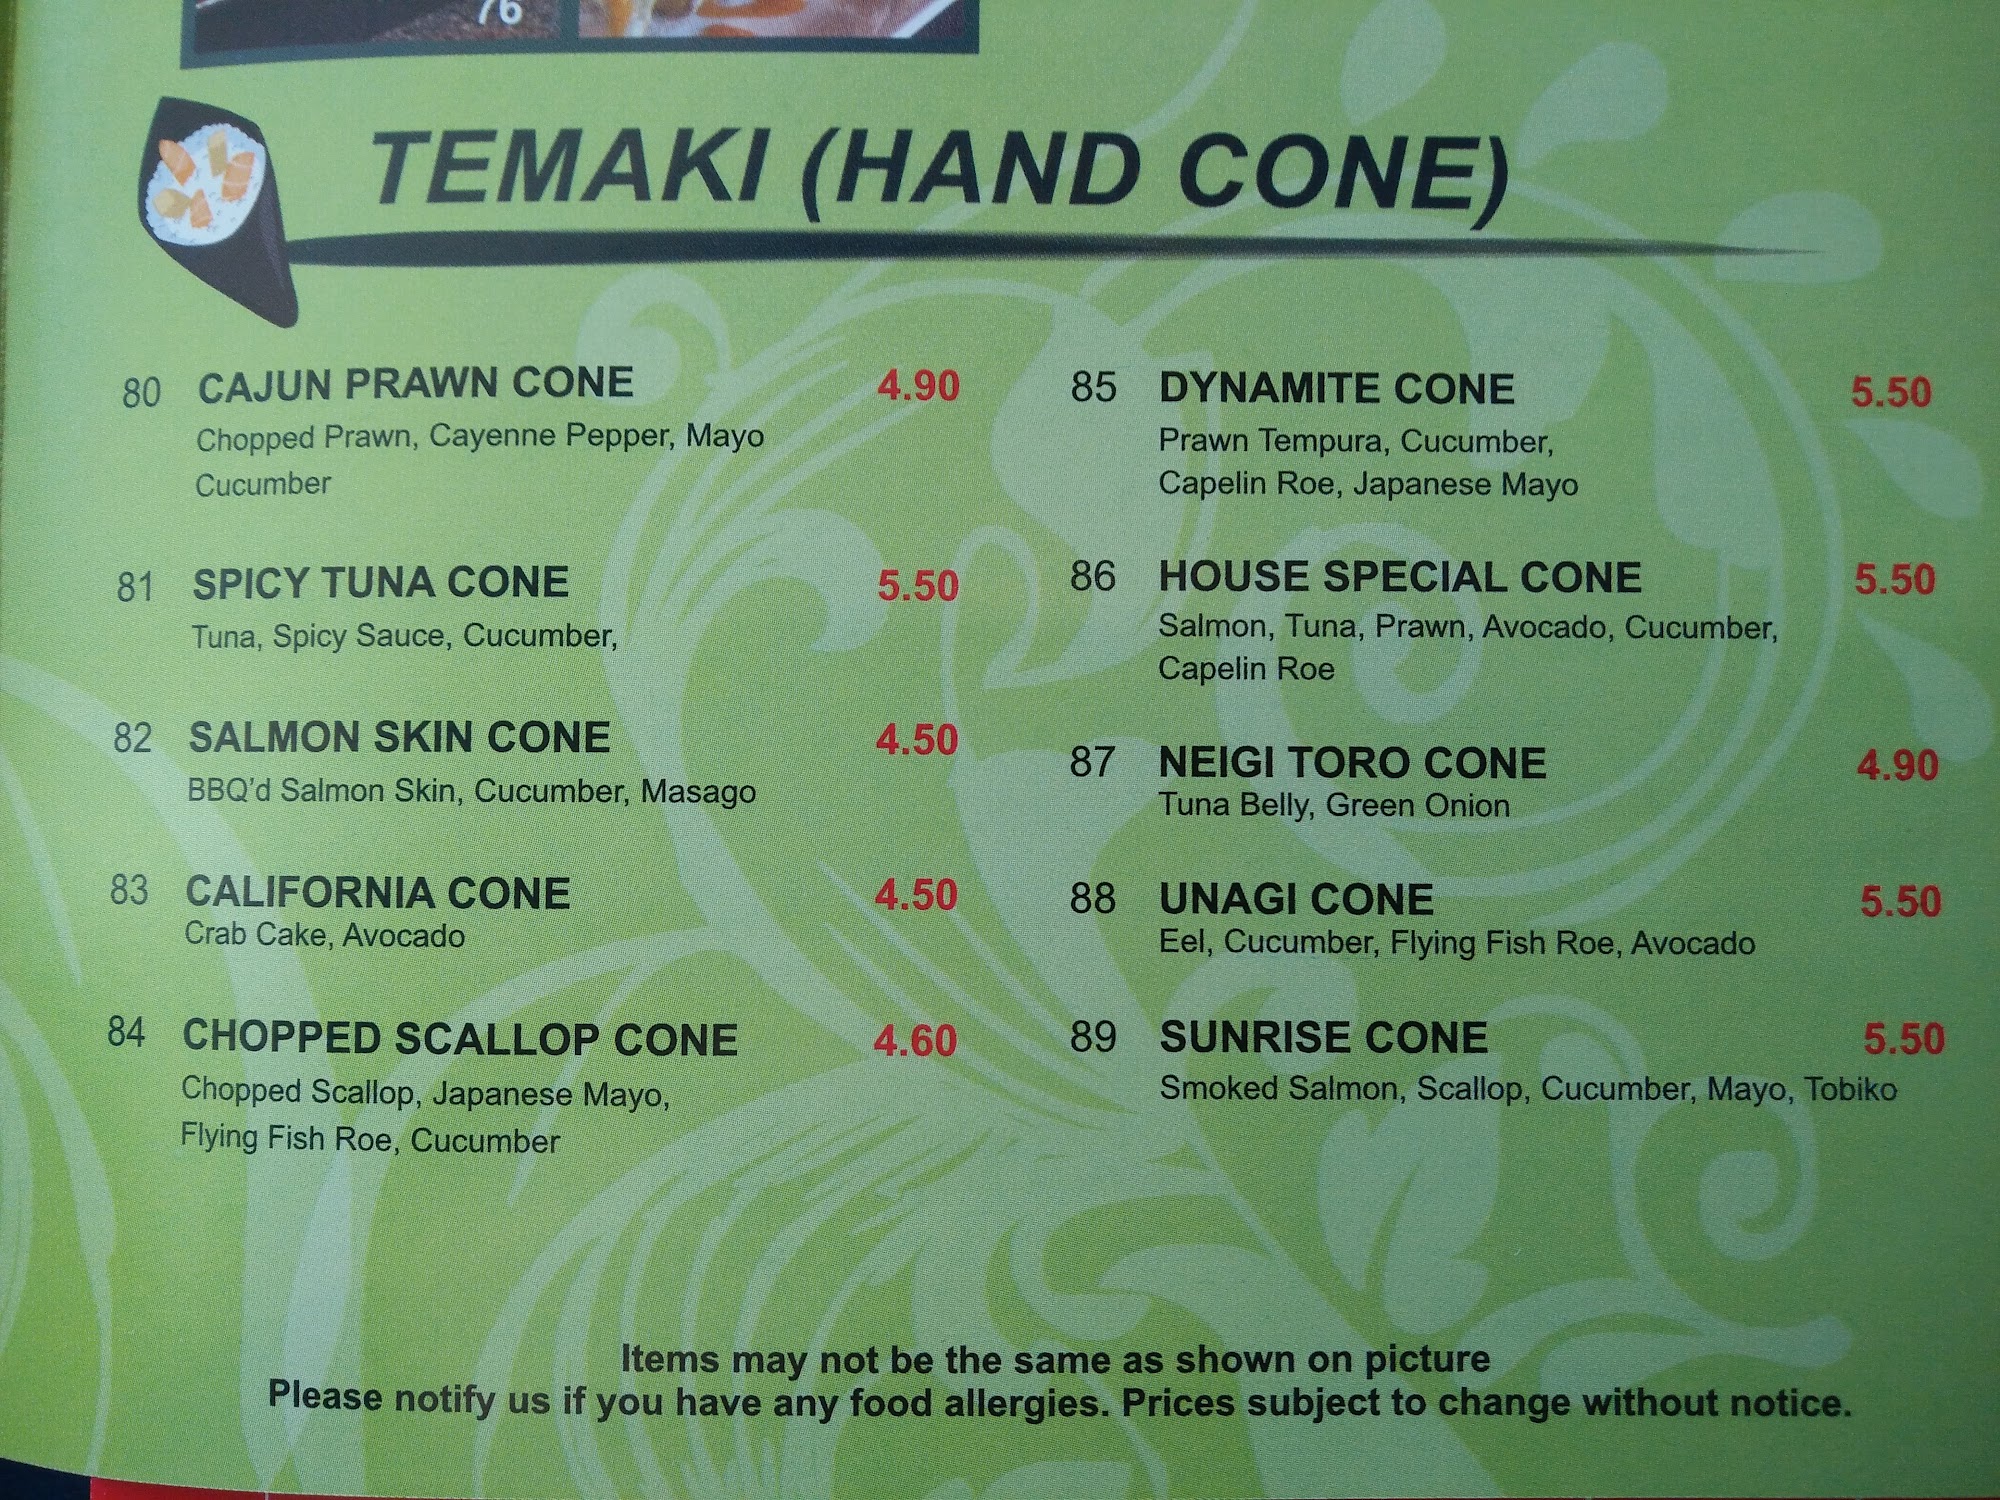 76
TEMAKI (HAND CONE)
80 CAJUN PRAWN CONE 4.90
Chopped Prawn, Cayenne Pepper, Mayo
Cucumber
81 SPICY TUNA CONE 5.50
Tuna, Spicy Sauce, Cucumber,
82 SALMON SKIN CONE 4.50
BBQ'd Salmon Skin, Cucumber, Masago
83 CALIFORNIA CONE 4.50
Crab Cake, Avocado
84 CHOPPED SCALLOP CONE 4.60
Chopped Scallop, Japanese Mayo,
Flying Fish Roe, Cucumber
85 DYNAMITE CONE 5.50
Prawn Tempura, Cucumber,
Capelin Roe, Japanese Mayo
86 HOUSE SPECIAL CONE 5.50
Salmon, Tuna, Prawn, Avocado, Cucumber,
Capelin Roe
87 NEIGI TORO CONE 4.90
Tuna Belly, Green Onion
88 UNAGI CONE 5.50
Eel, Cucumber, Flying Fish Roe, Avocado
89 SUNRISE CONE 5.50
Smoked Salmon, Scallop, Cucumber, Mayo, Tobiko
Items may not be the same as shown on picture
Please notify us if you have any food allergies. Prices subject to change without notice.